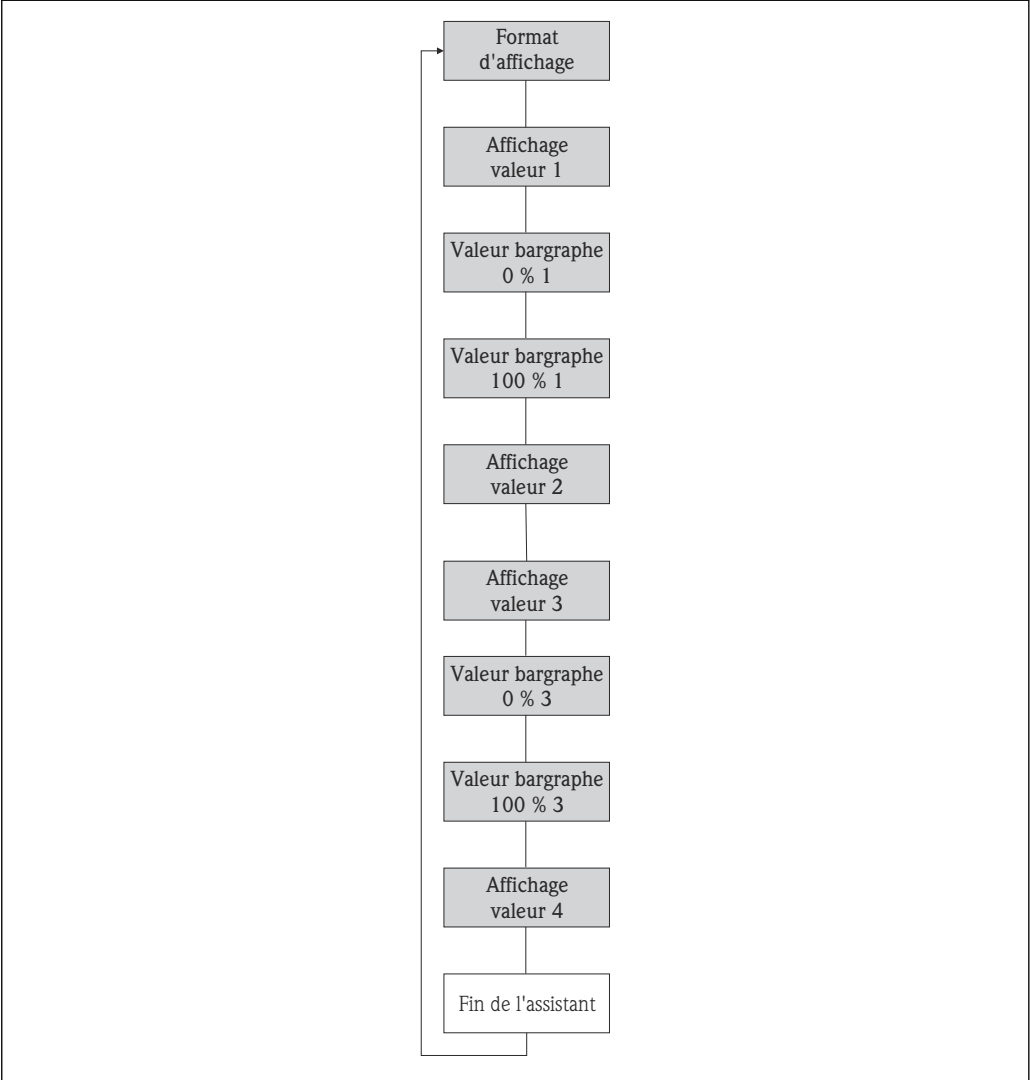 Format
d'affichage
Affichage
valeur 1
Valeur bargraphe
0 % 1
Valeur bargraphe
100 % 1
Affichage
valeur 2
Affichage
valeur 3
Valeur bargraphe
0 % 3
Valeur bargraphe
100 % 3
Affichage
valeur 4
Fin de l'assistant